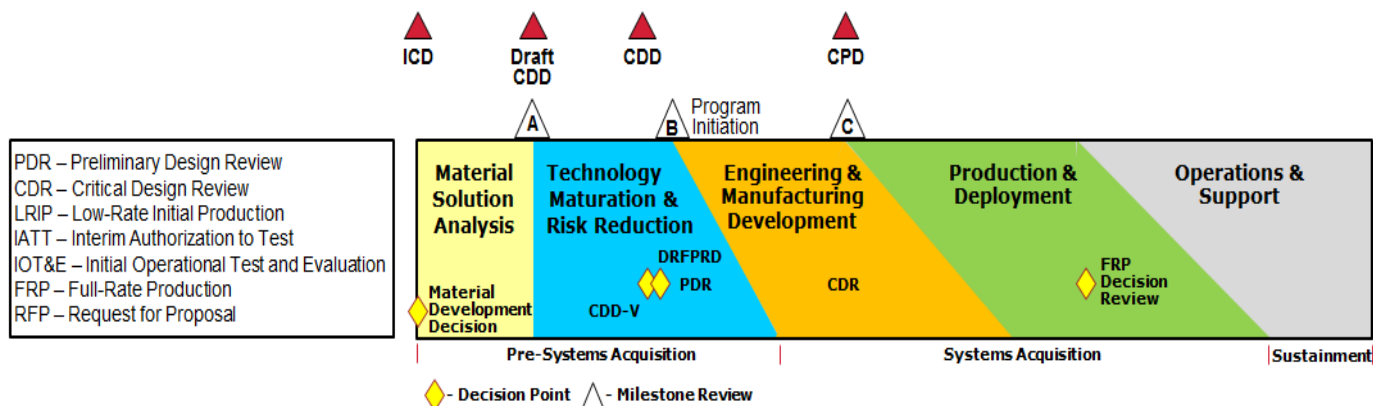 ICD
Draft
CDD
CDD
CPD
A
B
Program
Initiation
C
PDR – Preliminary Design Review
CDR – Critical Design Review
LRIP – Low-Rate Initial Production
IATT – Interim Authorization to Test
IOT&E – Initial Operational Test and Evaluation
FRP – Full-Rate Production
RFP – Request for Proposal
Material
Solution
Analysis
Technology
Maturation &
Risk Reduction
Engineering &
Manufacturing
Development
Production &
Deployment
Operations &
Support
Material
Development
Decision
CDD-V
DRFPRD
PDR
CDR
FRP
Decision
Review
Pre-Systems Acquisition
Systems Acquisition
Sustainment
- Decision Point
- Milestone Review